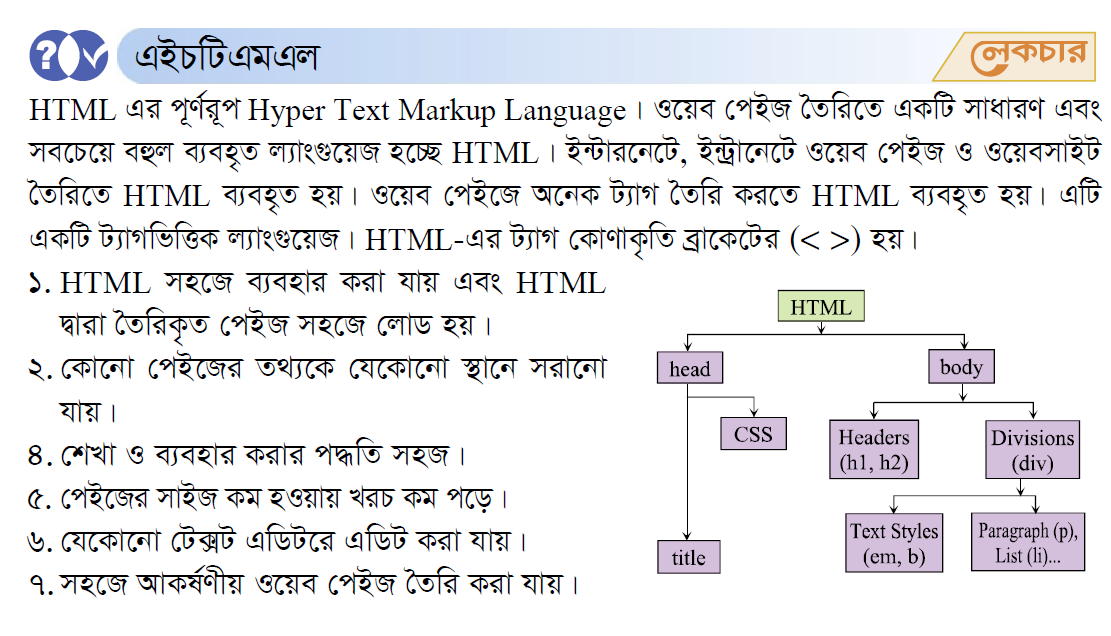 এইচটিএমএল
লেকচার
HTML এর পূর্ণরূপ Hyper Text Markup Language। ওয়েব পেইজ তৈরিতে একটি সাধারণ এবং
সবচেয়ে বহুল ব্যবহৃত ল্যাংগুয়েজ হচ্ছে HTML। ইন্টারনেটে, ইন্ট্রানেটে ওয়েব পেইজ ও ওয়েবসাইট
তৈরিতে HTML ব্যবহৃত হয়। ওয়েব পেইজে অনেক ট্যাগ তৈরি করতে HTML ব্যবহৃত হয়। এটি
একটি ট্যাগভিত্তিক ল্যাংগুয়েজ। HTML-এর ট্যাগ কোণাকৃতি ব্রাকেটের (< >) হয়।
১. HTML সহজে ব্যবহার করা যায় এবং HTML
দ্বারা তৈরিকৃত পেইজ সহজে লোড হয়।
২. কোনো পেইজের তথ্যকে যেকোনো স্থানে সরানো
যায়।
৪. শেখা ও ব্যবহার করার পদ্ধতি সহজ।
৫. পেইজের সাইজ কম হওয়ায় খরচ কম পড়ে।
৬. যেকোনো টেক্সট এডিটরে এডিট করা যায়।
৭. সহজে আকর্ষণীয় ওয়েব পেইজ তৈরি করা যায়।
HTML
head
body
CSS
Headers
(h1, h2)
Divisions
(div)
title
Text Styles
(em, b)
Paragraph (p),
List (li)...